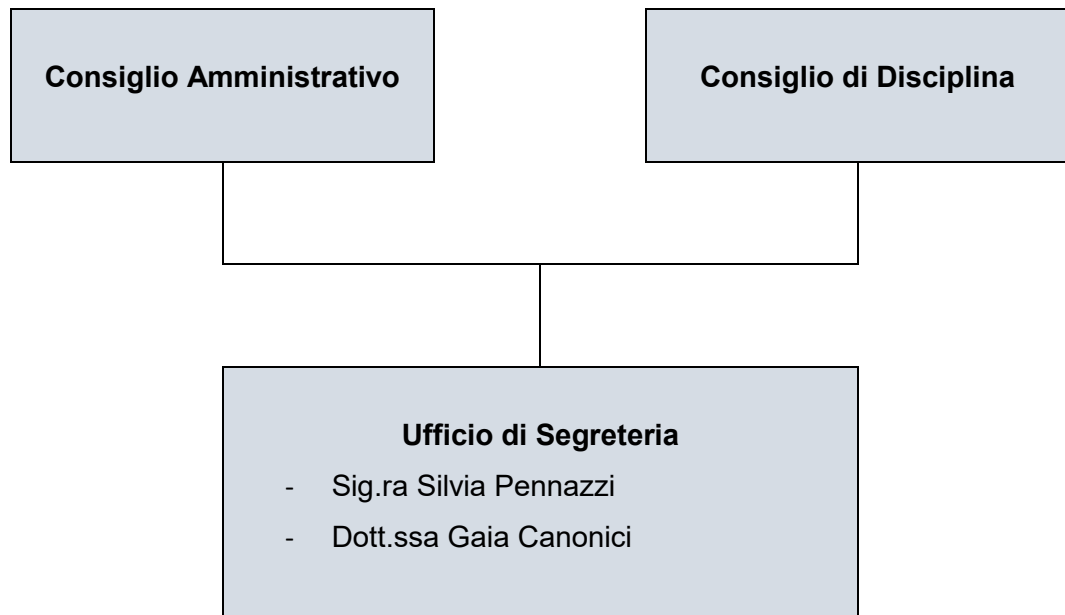 Consiglio Amministrativo
Consiglio di Disciplina
Ufficio di Segreteria
- Sig.ra Silvia Pennazzi
- Dott.ssa Gaia Canonici